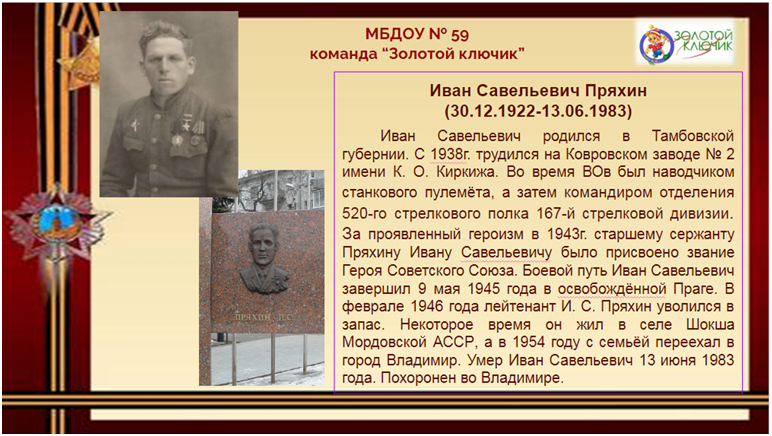 МБДОУ № 59
команда “Золотой ключик”
ЗОЛОТОЙ
КЛЮЧИК
Иван Савельевич Пряхин
(30.12.1922-13.06.1983)
Иван Савельевич родился в Тамбовской
губернии. С 1938г. трудился на Ковровском заводе № 2
имени К. О. Киркижа. Во время ВОв был наводчиком
станкового пулемёта, а затем командиром отделения
520-го стрелкового полка 167-й стрелковой дивизии.
За проявленный героизм в 1943г. старшему сержанту
Пряхину Ивану Савельевичу было присвоено звание
Героя Советского Союза. Боевой путь Иван Савельевич
завершил 9 мая 1945 года в освобождённой Праге. В
феврале 1946 года лейтенант И. С. Пряхин уволился в
запас. Некоторое время он жил в селе Шокша
Мордовской АССР, а в 1954 году с семьёй переехал в
город Владимир. Умер Иван Савельевич 13 июня 1983
года. Похоронен во Владимире.
ПРЯХИН И.С.